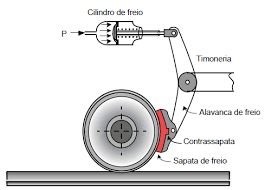 Cilindro de freio
P
Timoneria
Alavanca de freio
Contrassapata
Sapata de freio